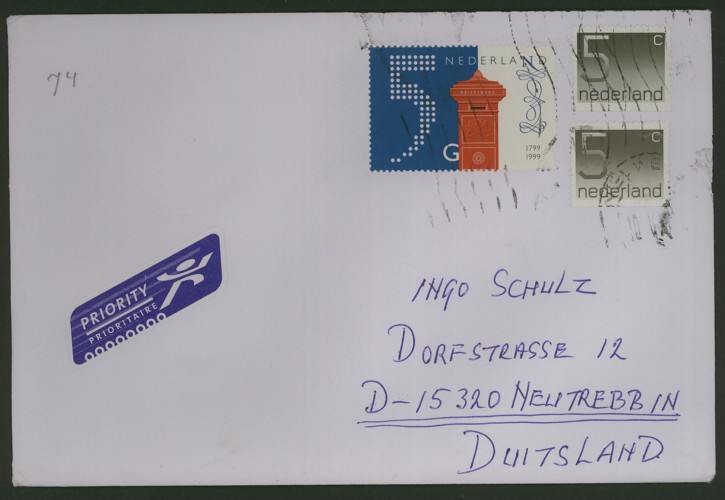 74
5 G
NEDERLAND
1799
1999
5 C
nederland
5 C
nederland
PRIORITY
PRIORITAIRE
INGO SCHULZ
DORFSTRASSE 12
D-15320 NEUTREBBIN
DUITSLAND